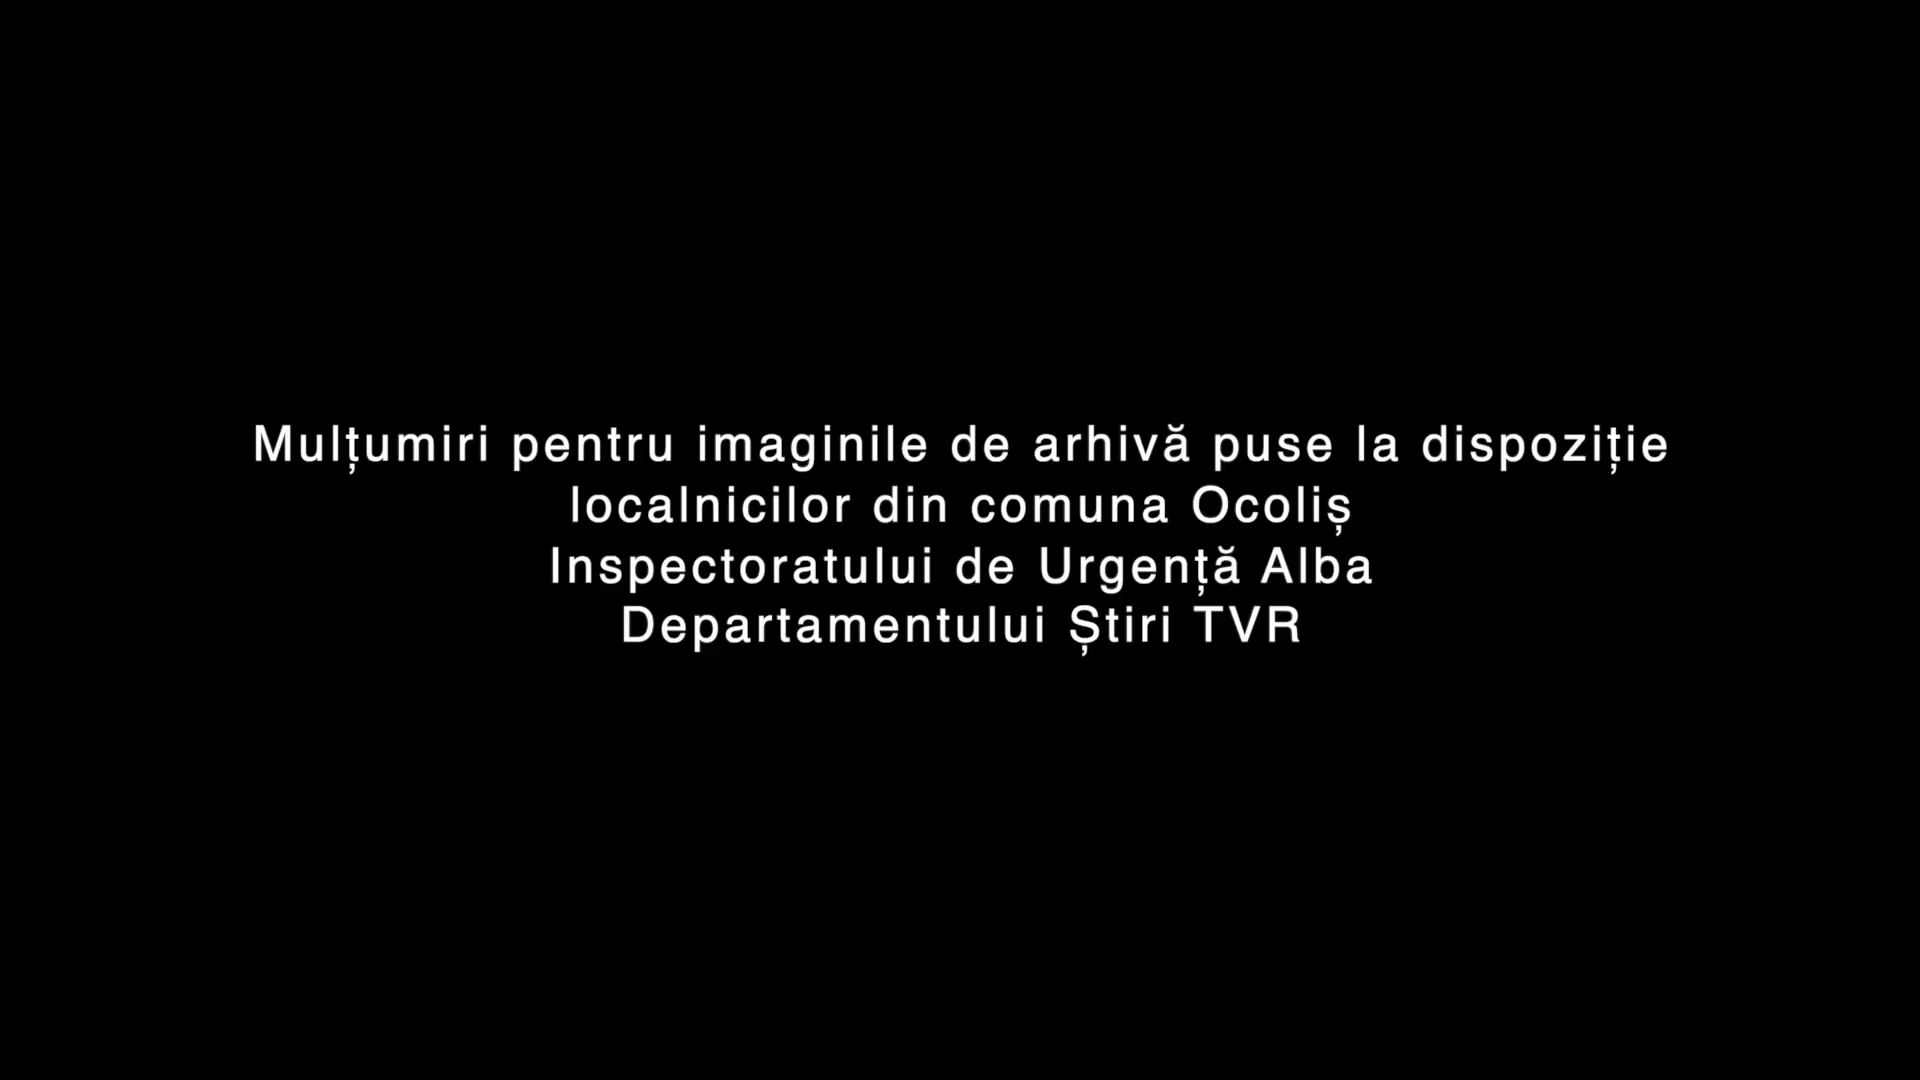 Mulțumiri pentru imaginile de arhivă puse la dispoziție
localnicilor din comuna Ocoliș
Inspectoratului de Urgență Alba
Departamentului Știri TVR